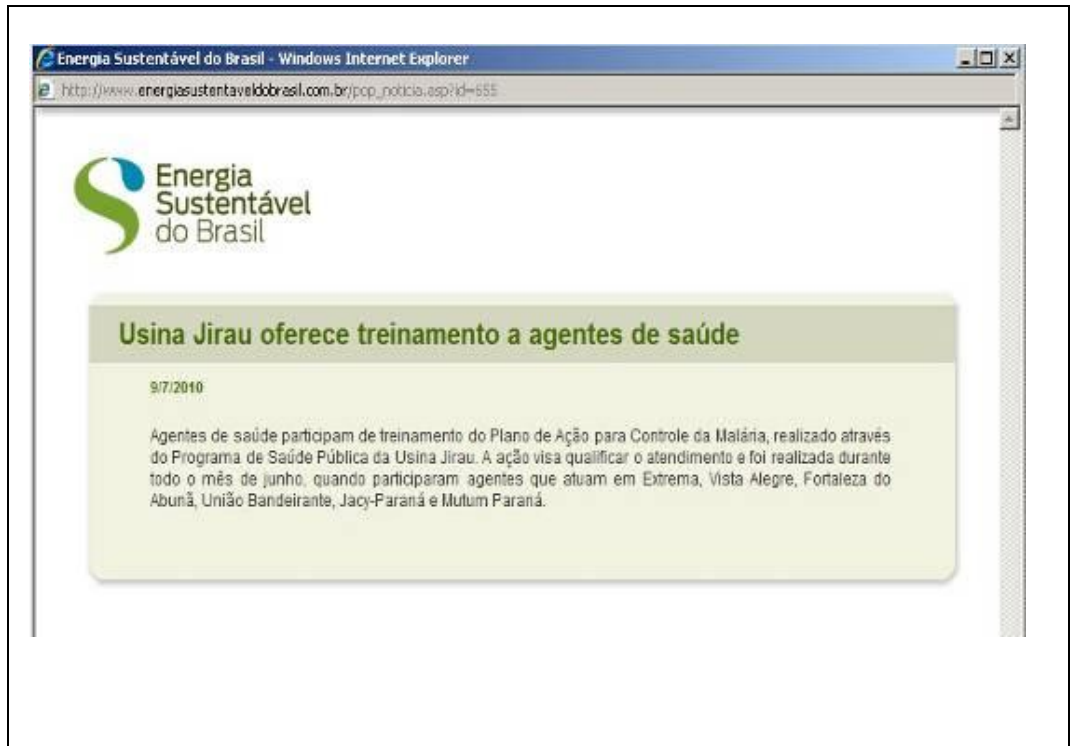 Energia Sustentável do Brasil - Windows Internet Explorer
http://www.energiasustentaveldobrasil.com.br/pop_noticia.asp?id=655
Energia
Sustentável
do Brasil
Usina Jirau oferece treinamento a agentes de saúde
9/7/2010
Agentes de saúde participam de treinamento do Plano de Ação para Controle da Malária, realizado através
do Programa de Saúde Pública da Usina Jirau. A ação visa qualificar o atendimento e foi realizada durante
todo o mês de junho, quando participaram agentes que atuam em Extrema, Vista Alegre, Fortaleza do
Abunã, União Bandeirante, Jacy-Paraná e Mutum Paraná.